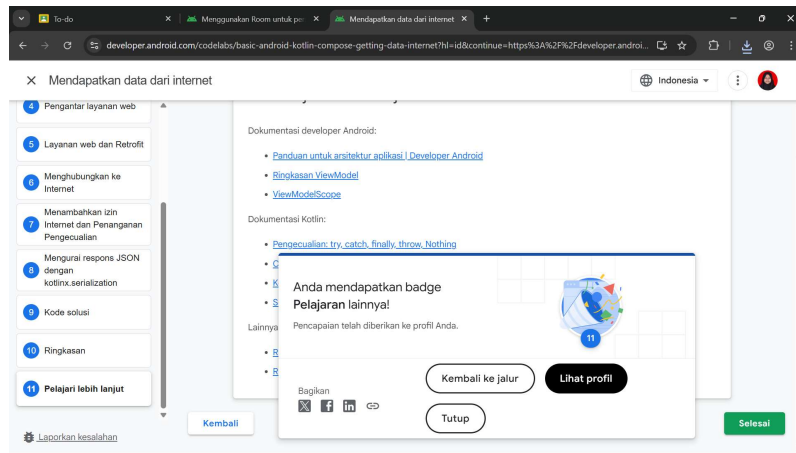 To-do
Menggunakan Room untuk pe
Mendapatkan data dari internet
developer.android.com/codelabs/basic-android-kotlin-compose-getting-data-internet?hl=id&continue=https%3A%2F%2Fdeveloper.androi...
Mendapatkan data dari internet
Indonesia
4 Pengantar layanan web
5 Layanan web dan Retrofit
6 Menghubungkan ke
Internet
7 Menambahkan izin
Internet dan Penanganan
Pengecualian
8 Mengurai respons JSON
dengan
kotlinx.serialization
9 Kode solusi
10 Ringkasan
11 Pelajari lebih lanjut
Laporkan kesalahan
Dokumentasi developer Android:
Panduan untuk arsitektur aplikasi | Developer Android
Ringkasan ViewModel
ViewModelScope
Dokumentasi Kotlin:
Pengecualian: try, catch, finally, throw, Nothing
C
K
S
Lainnya
R
R
Anda mendapatkan badge
Pelajaran lainnya!
Pencapaian telah diberikan ke profil Anda.
11
Bagikan
Kembali ke jalur
Lihat profil
Tutup
Kembali
Selesai